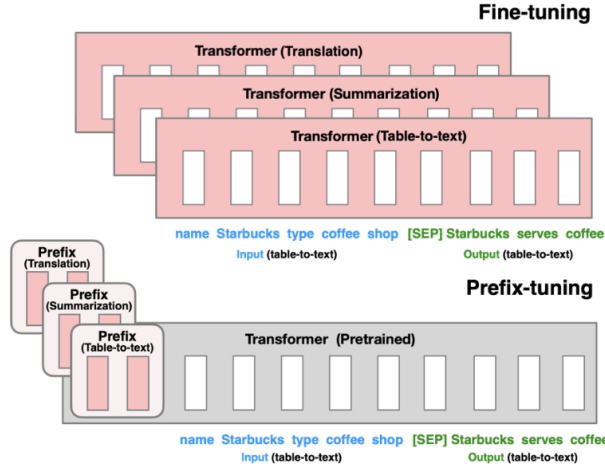 Fine-tuning
Transformer (Translation)
Transformer (Summarization)
Transformer (Table-to-text)
name Starbucks type coffee shop [SEP] Starbucks serves coffee
Input (table-to-text) Output (table-to-text)
Prefix
(Translation)
Prefix-tuning
Prefix
(Summarization)
Prefix
(Table-to-text)
Transformer (Pretrained)
name Starbucks type coffee shop [SEP] Starbucks serves coffee
Input (table-to-text) Output (table-to-text)